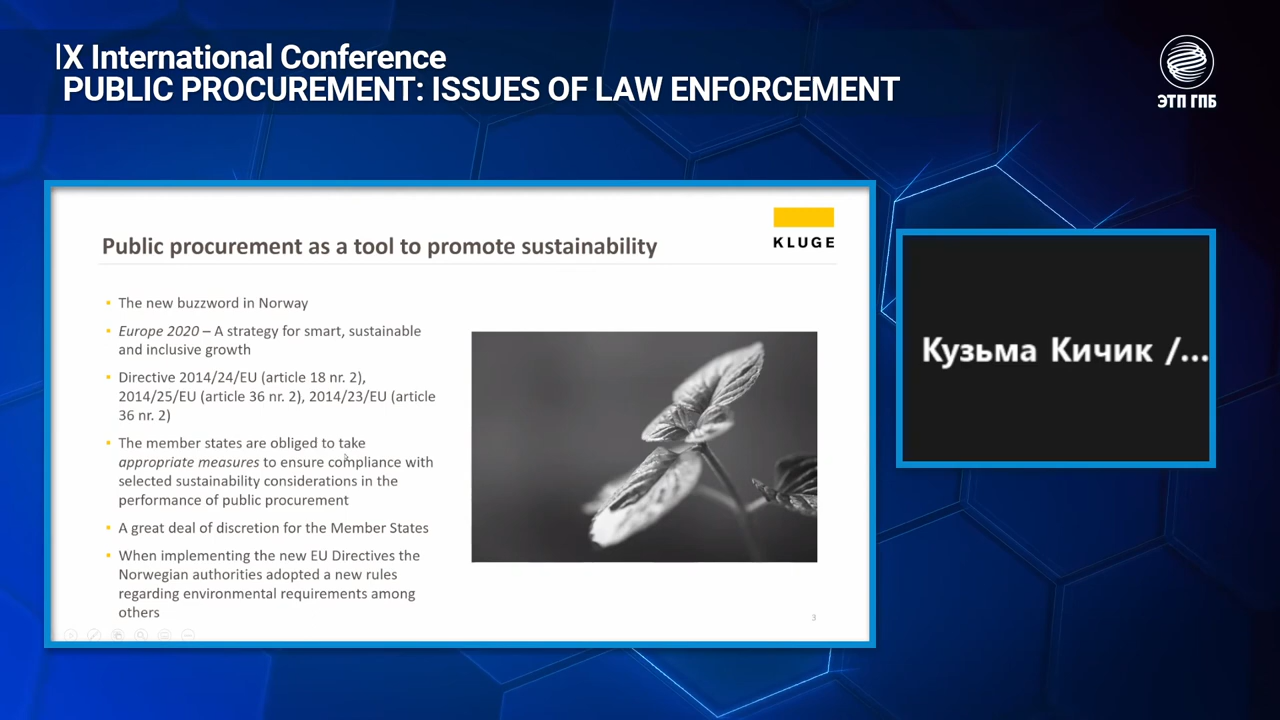 IX International Conference
PUBLIC PROCUREMENT: ISSUES OF LAW ENFORCEMENT
ЭТП ГПБ
KLUGE
Public procurement as a tool to promote sustainability
The new buzzword in Norway
Europe 2020 – A strategy for smart, sustainable
and inclusive growth
Directive 2014/24/EU (article 18 nr. 2),
2014/25/EU (article 36 nr. 2), 2014/23/EU (article
36 nr. 2)
The member states are obliged to take
appropriate measures to ensure compliance with
selected sustainability considerations in the
performance of public procurement
A great deal of discretion for the Member States
When implementing the new EU Directives the
Norwegian authorities adopted a new rules
regarding environmental requirements among
others
3
Кузьма Кичик /...